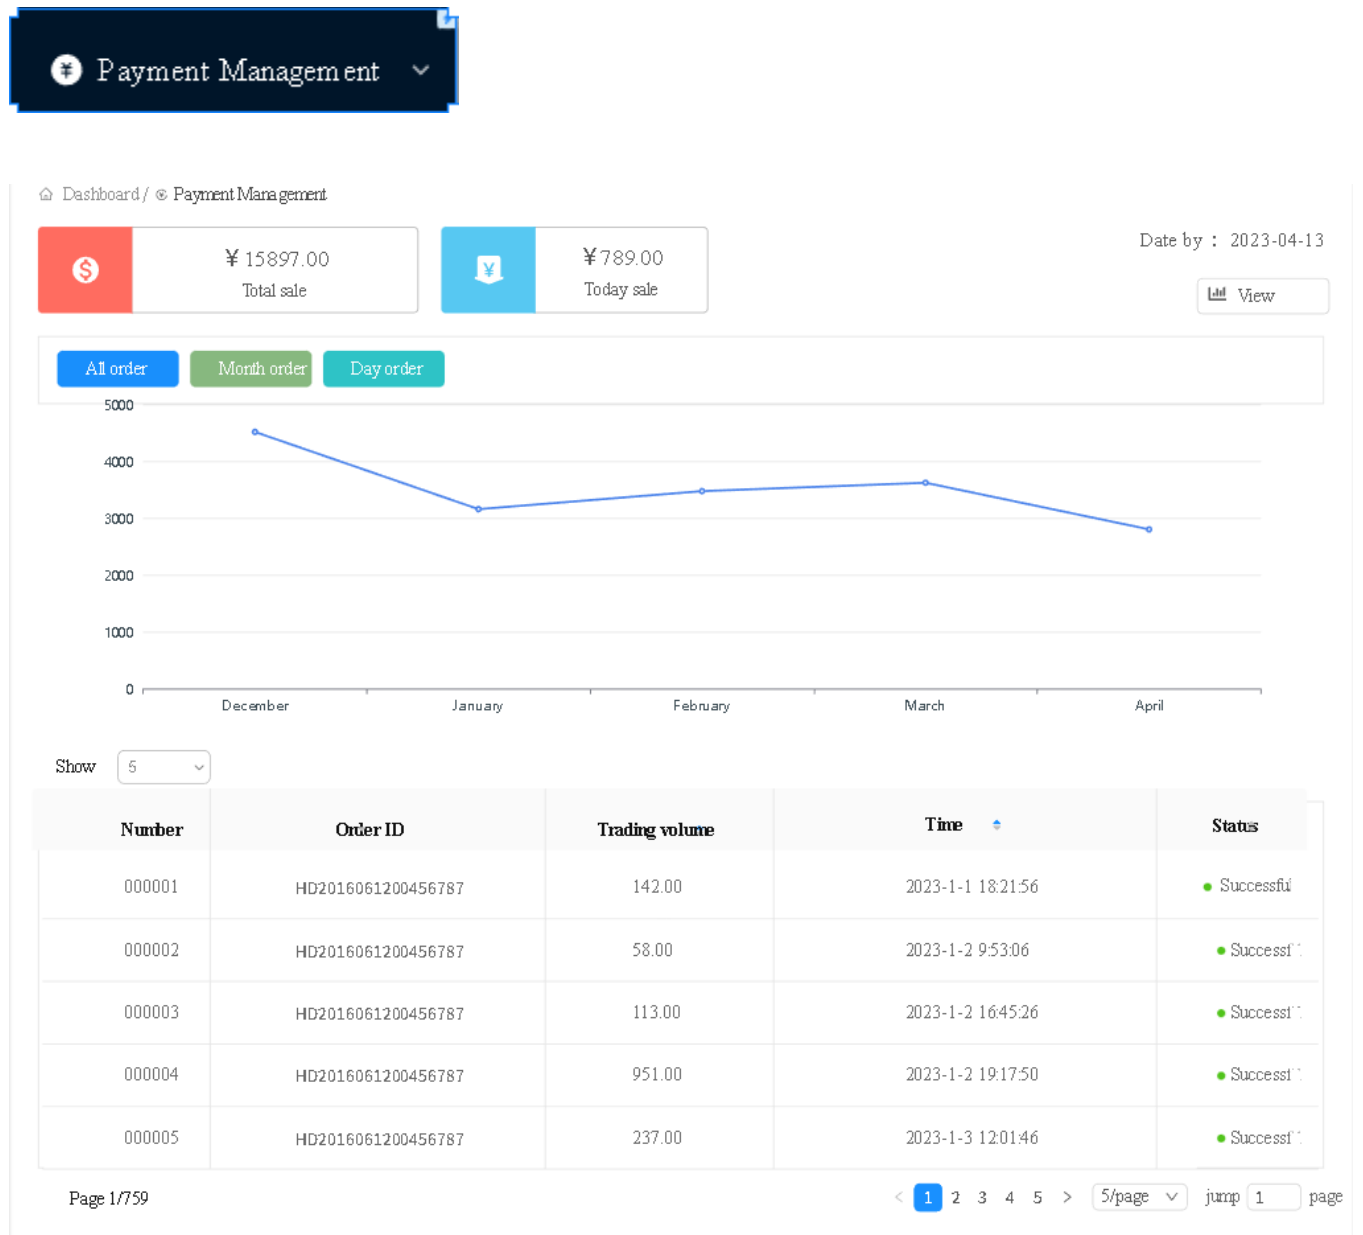 Payment Management
Dashboard / Payment Management
¥ 15897.00
Total sale
¥ 789.00
Today sale
Date by : 2023-04-13
View
All order Month order Day order
5000
4000
3000
2000
1000
0
December January February March April
Show 5
Number Order ID Trading volume Time Status
000001 HD2016061200456787 142.00 2023-1-1 18:21:56 Successful
000002 HD2016061200456787 58.00 2023-1-2 9:53:06
000003 HD2016061200456787 113.00 2023-1-2 16:45:26
000004 HD2016061200456787 951.00 2023-1-2 19:17:50
000005 HD2016061200456787 237.00 2023-1-3 12:01:46
Page 1/759 < 1 2 3 4 5 > 5/page jump 1 page